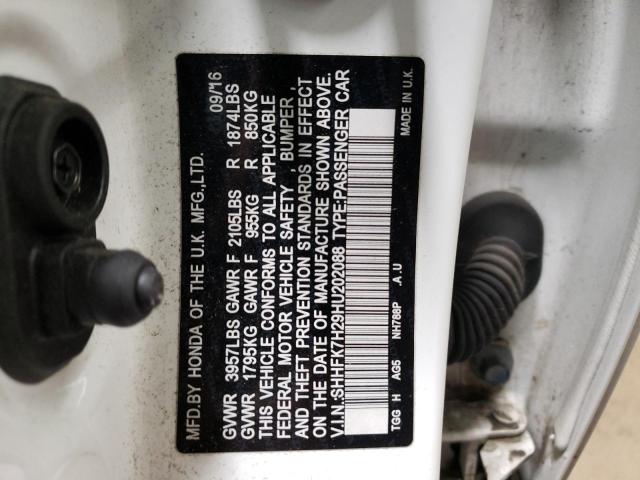 MFD.BY HONDA OF THE U.K. MFG.,LTD. 09/16
GVWR 3957LBS GAWR F 2105LBS R 1874LBS
GVWR 1795KG GAWR F 955KG R 850KG
THIS VEHICLE CONFORMS TO ALL APPLICABLE
FEDERAL MOTOR VEHICLE SAFETY , BUMPER ,
AND THEFT PREVENTION STANDARDS IN EFFECT
ON THE DATE OF MANUFACTURE SHOWN ABOVE.
V.I.N.:SHHFK7H29HU202088 TYPE:PASSENGER CAR
TGG H AG5 NH788P .A.U MADE IN U.K.